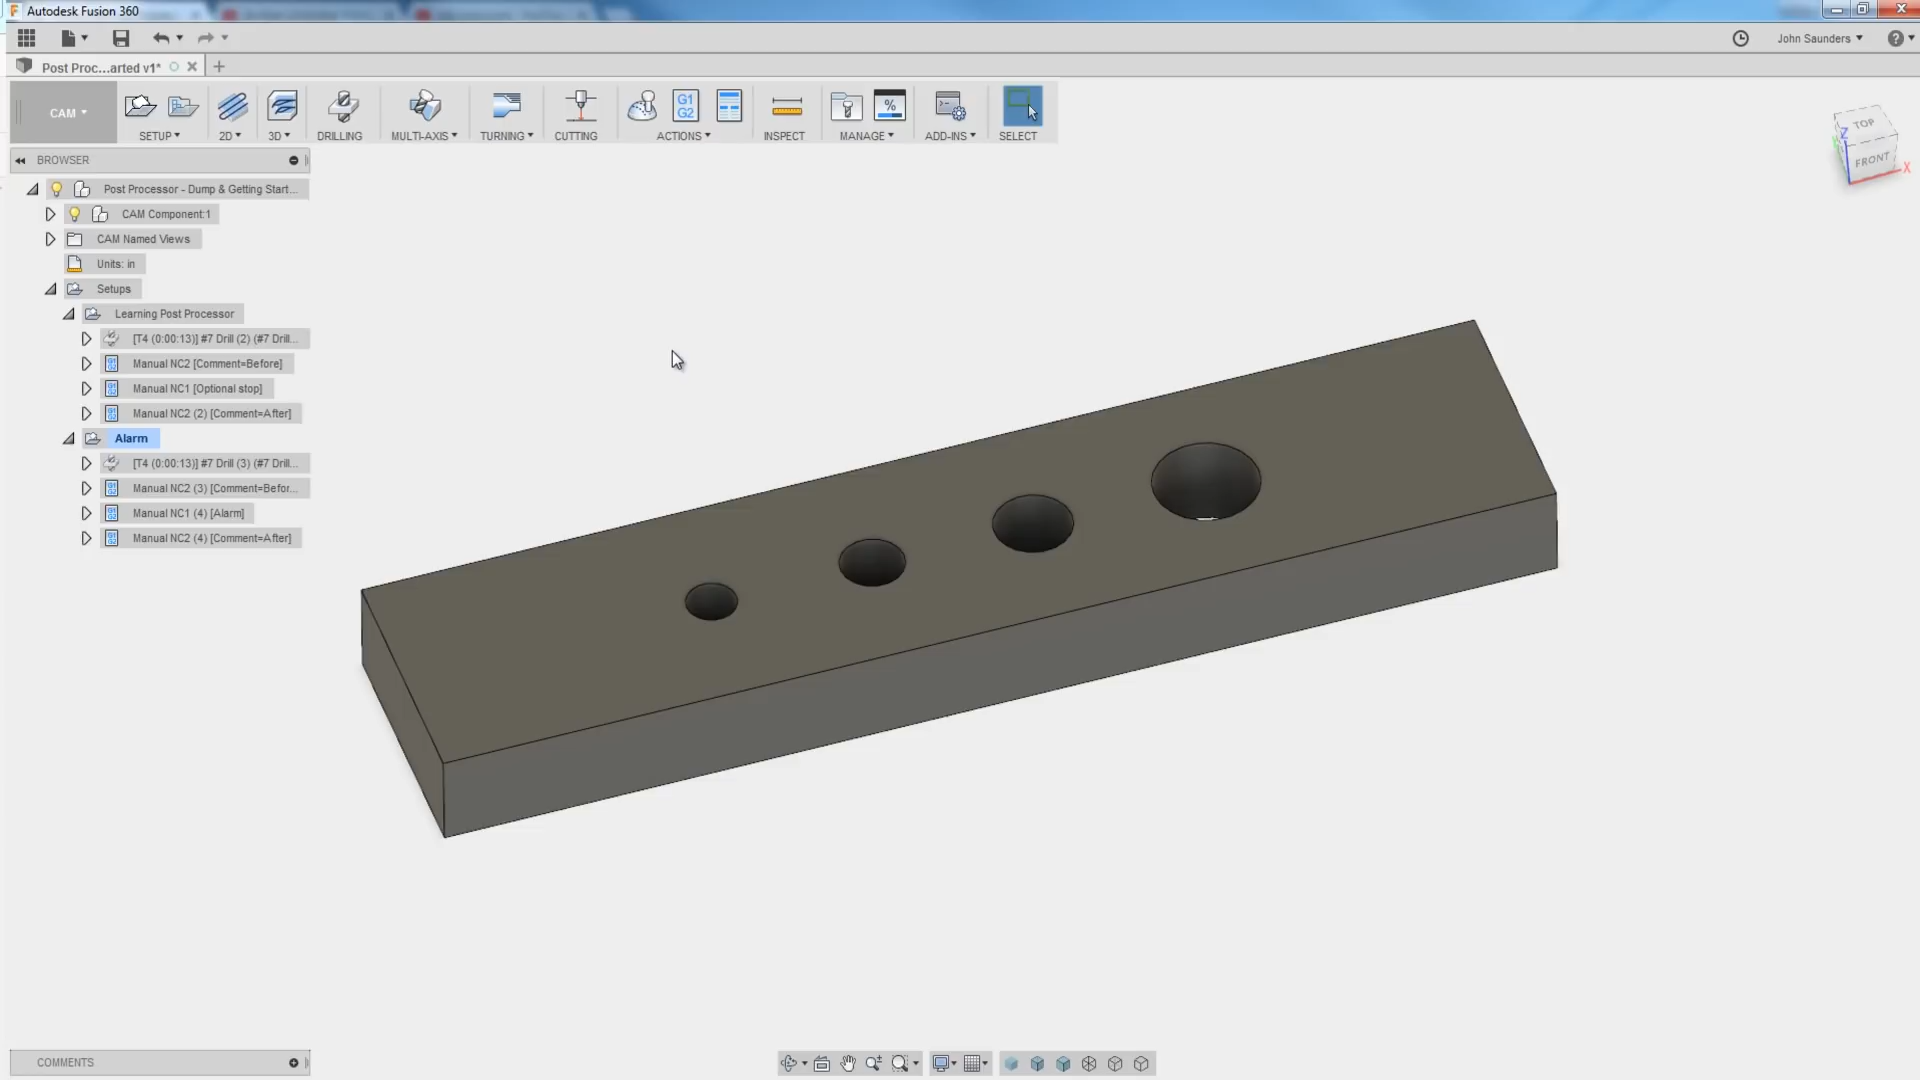 Autodesk Fusion 360
John Saunders
Post Proc...arted v1*
CAM
SETUP
2D
3D
DRILLING
MULTI-AXIS
TURNING
CUTTING
G1
G2
ACTIONS
INSPECT
%
MANAGE
ADD-INS
SELECT
TOP
FRONT
Z
X
BROWSER
Post Processor - Dump & Getting Start...
CAM Component:1
CAM Named Views
Units: in
Setups
Learning Post Processor
[T4 (0:00:13)] #7 Drill (2) (#7 Drill...
Manual NC2 [Comment=Before]
Manual NC1 [Optional stop]
Manual NC2 (2) [Comment=After]
Alarm
[T4 (0:00:13)] #7 Drill (3) (#7 Drill...
Manual NC2 (3) [Comment=Befor...
Manual NC1 (4) [Alarm]
Manual NC2 (4) [Comment=After]
COMMENTS